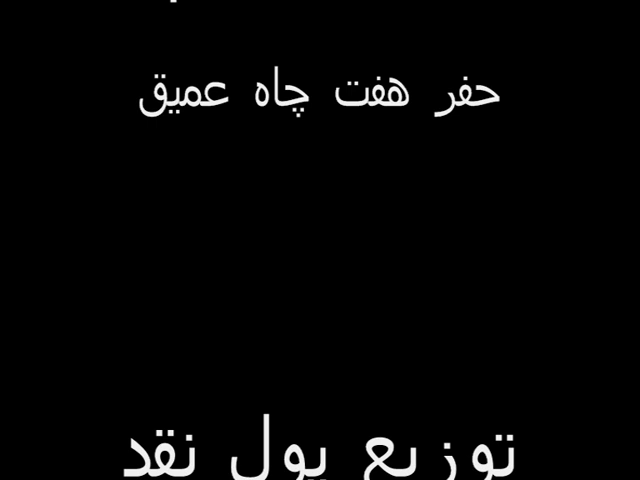 حفر هفت چاه عمیق
توزیع پول نقد